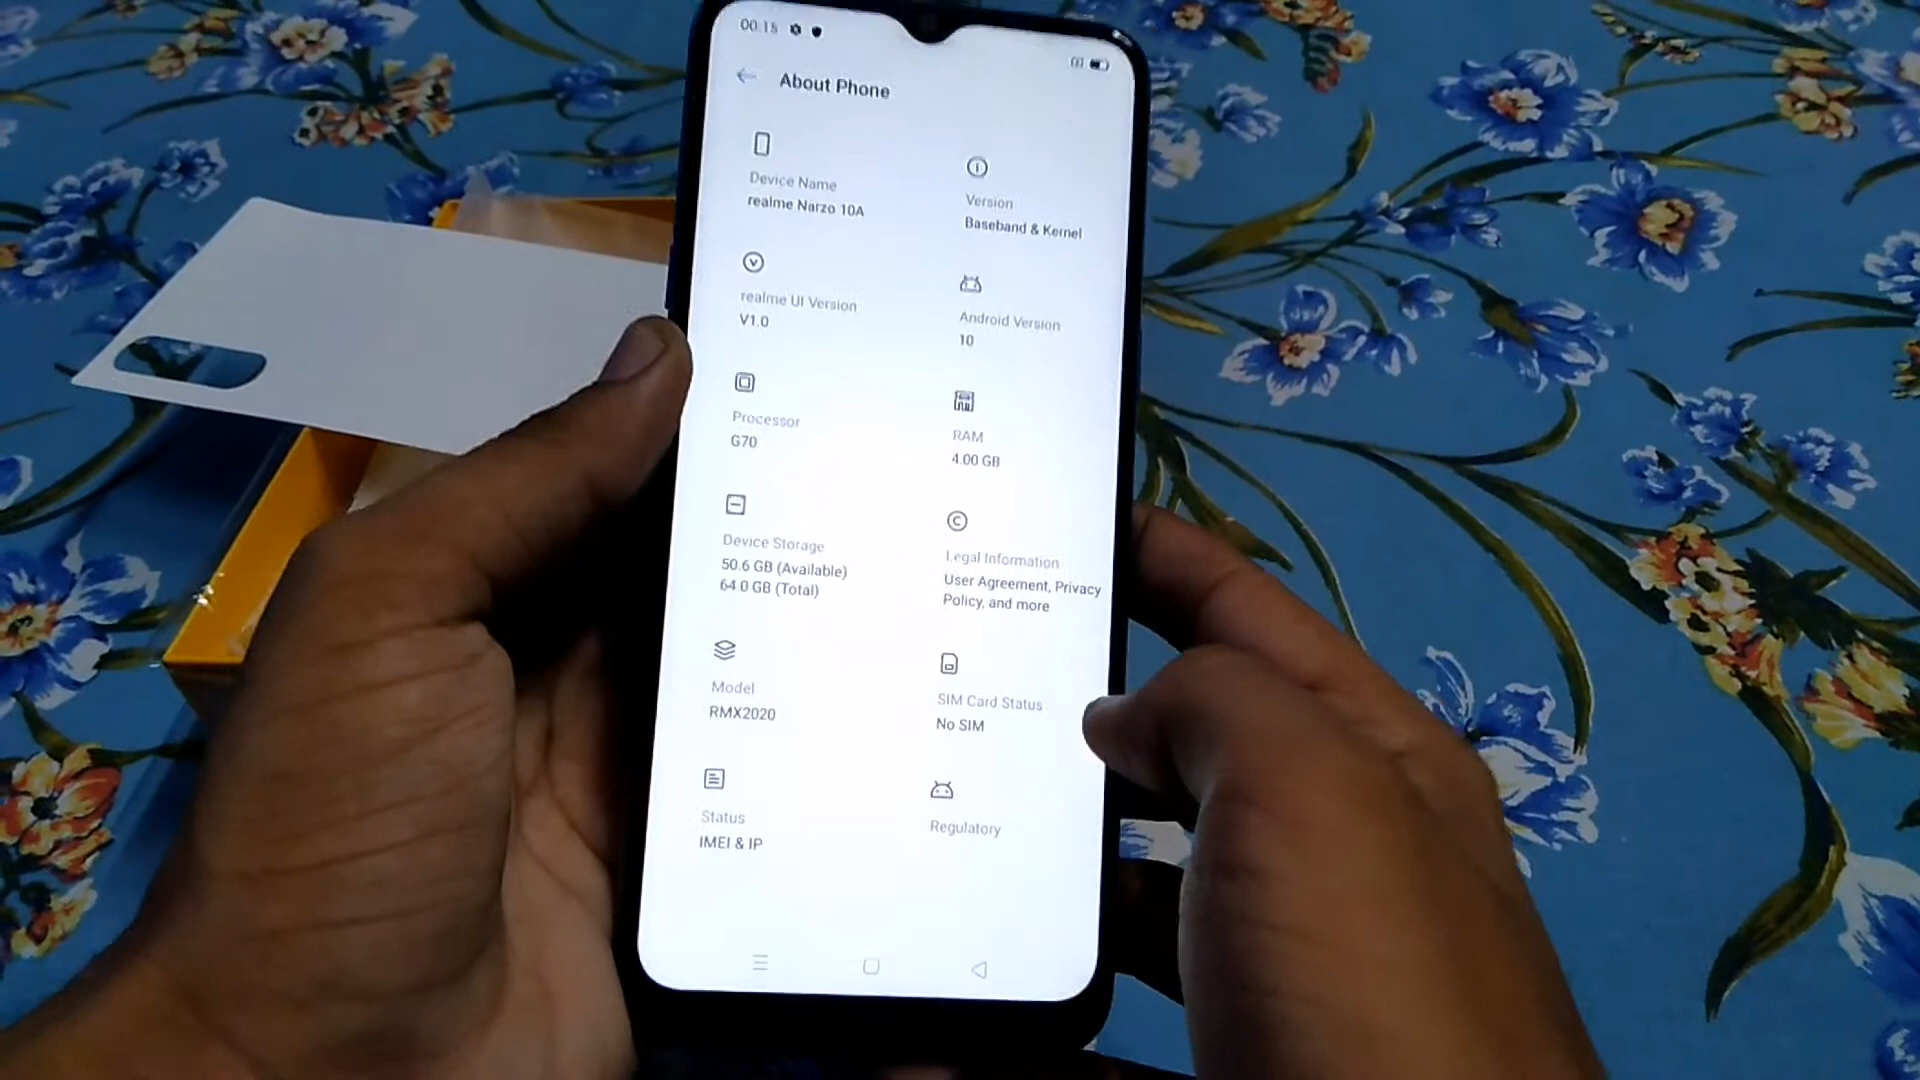 00:15
About Phone
Device Name
realme Narzo 10A
Version
Baseband & Kernel
realme UI Version
V1.0
Android Version
10
Processor
G70
RAM
4.00 GB
Device Storage
50.6 GB (Available)
64.0 GB (Total)
Legal Information
User Agreement, Privacy
Policy, and more
Model
RMX2020
SIM Card Status
No SIM
Status
IMEI & IP
Regulatory